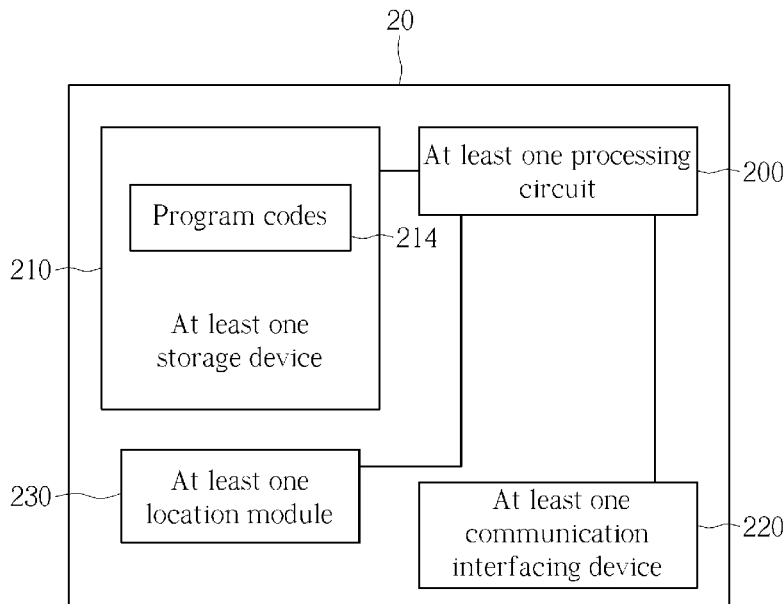 20
At least one processing
circuit
200
Program codes
214
210
At least one
storage device
At least one
location module
230
At least one
communication
interfacing device
220